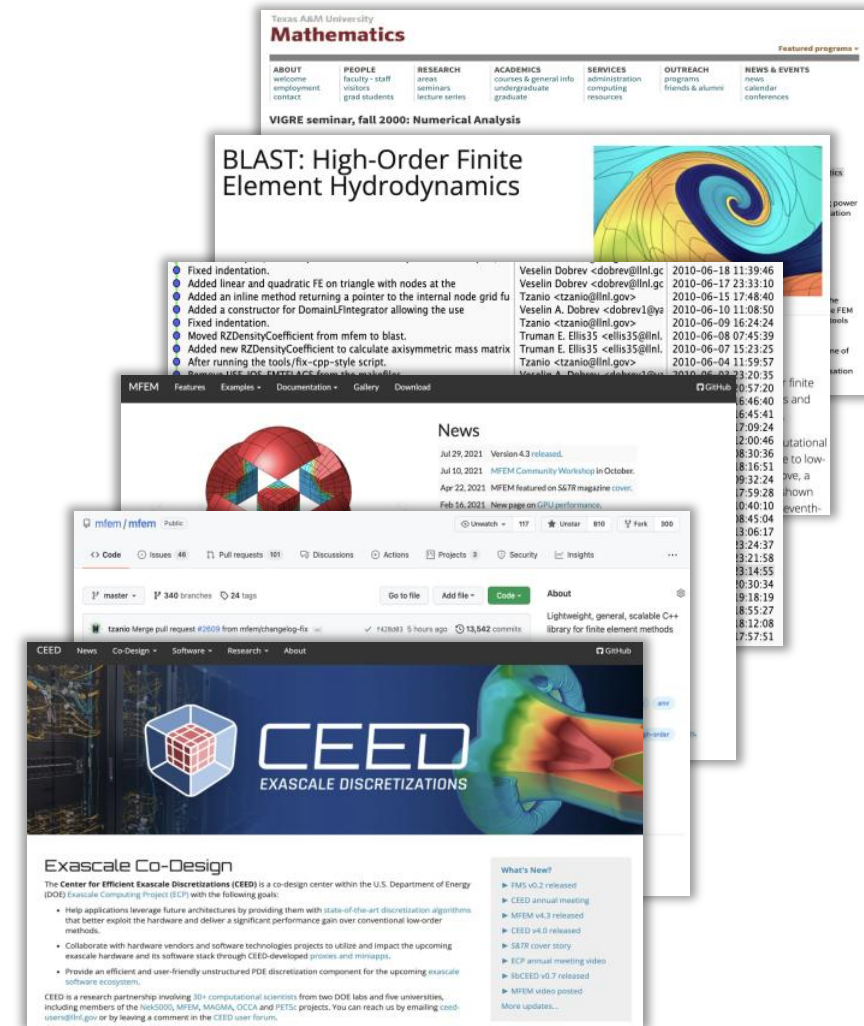 Texas A&M University
Mathematics
Featured programs
ABOUT PEOPLE RESEARCH ACADEMICS SERVICES OUTREACH NEWS & EVENTS
welcome faculty - staff areas courses & general info administration programs news
employment visitors seminars undergraduate computing friends & alumni calendar
contact grad students lecture series graduate resources conferences
VIGRE seminar, fall 2000: Numerical Analysis
BLAST: High-Order Finite
Element Hydrodynamics
Fixed indentation. Veselin Dobrev <dobrev@llnl.gc 2010-06-18 11:39:46
Added linear and quadratic FE on triangle with nodes at the Veselin Dobrev <dobrev@llnl.gc 2010-06-17 23:33:10
Added an inline method returning a pointer to the internal node grid fu Tzanio <tzanio@llnl.gov> 2010-06-15 17:48:40
Added a constructor for DomainLFIntegrator allowing the use Veselin A. Dobrev <dobrev1@ya 2010-06-10 11:08:50
Fixed indentation. Tzanio <tzanio@llnl.gov> 2010-06-09 16:24:24
Moved RZDensityCoefficient from mfem to blast. Truman E. Ellis35 <ellis35@llnl. 2010-06-08 07:45:39
Added new RZDensityCoefficient to calculate axisymmetric mass matrix Truman E. Ellis35 <ellis35@llnl. 2010-06-07 15:23:25
After running the tools/fix-cpp-style script. Tzanio <tzanio@llnl.gov> 2010-06-04 11:59:57
MFEM Features Examples Documentation Gallery Download GitHub
News
Jul 29, 2021 Version 4.3 released.
Jul 10, 2021 MFEM Community Workshop in October.
Apr 22, 2021 MFEM featured on S&TR magazine cover.
Feb 16, 2021 New page on GPU performance.
mfem / mfem Public Unwatch 117 Unstar 810 Fork 300
Code Issues 46 Pull requests 101 Discussions Actions Projects 3 Security Insights
master 340 branches 24 tags Go to file Add file Code About
Lightweight, general, scalable C++
library for finite element methods
tzanio Merge pull request #2609 from mfem/changelog-fix 5 hours ago 13,542 commits
amr
CEED News Co-Design Software Research About GitHub
CEED
EXASCALE DISCRETIZATIONS
Exascale Co-Design
The Center for Efficient Exascale Discretizations (CEED) is a co-design center within the U.S. Department of Energy
(DOE) Exascale Computing Project (ECP) with the following goals:
Help applications leverage future architectures by providing them with state-of-the-art discretization algorithms
that better exploit the hardware and deliver a significant performance gain over conventional low-order
methods.
Collaborate with hardware vendors and software technologies projects to utilize and impact the upcoming
exascale hardware and its software stack through CEED-developed proxies and miniapps.
Provide an efficient and user-friendly unstructured PDE discretization component for the upcoming exascale
software ecosystem.
CEED is a research partnership involving 30+ computational scientists from two DOE labs and five universities,
including members of the Nek5000, MFEM, MAGMA, OCCA and PETSc projects. You can reach us by emailing ceed-
users@llnl.gov or by leaving a comment in the CEED user forum.
What's New?
FMS v0.2 released
CEED annual meeting
MFEM v4.3 released
CEED v4.0 released
S&TR cover story
ECP annual meeting video
libCEED v0.7 released
MFEM video posted
More updates...